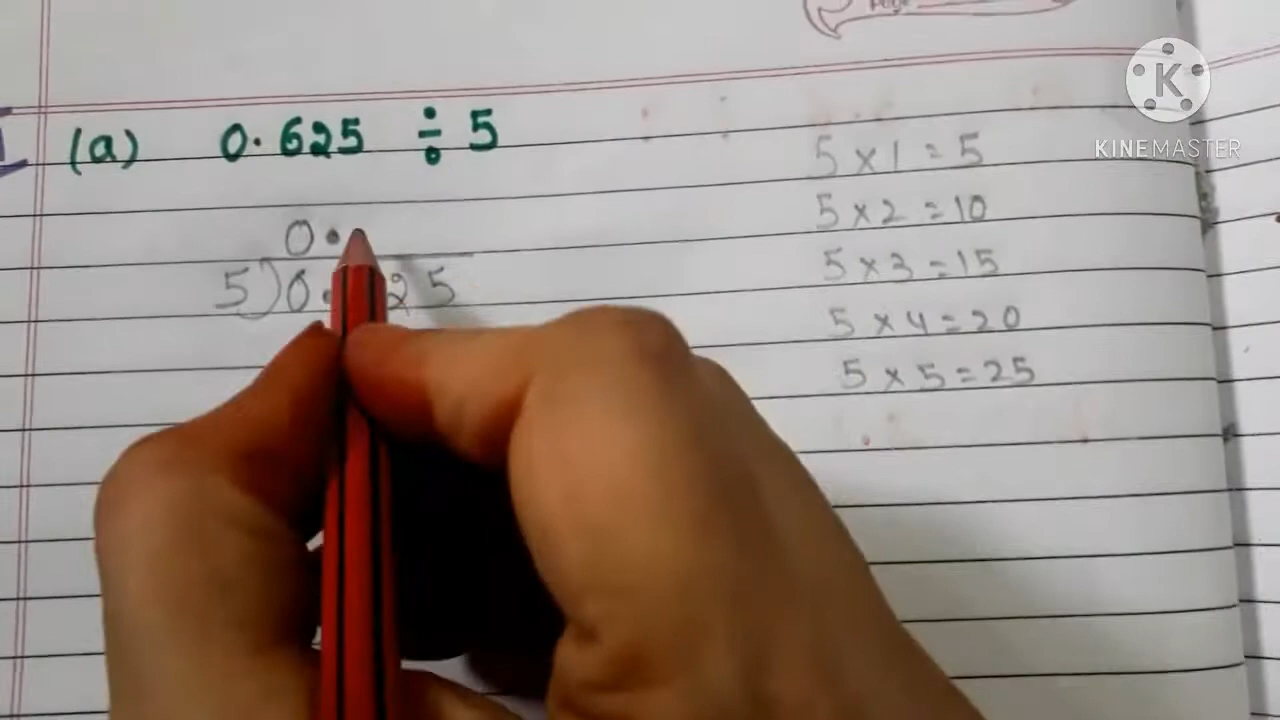 (a) 0.625 ÷ 5
0.
5)0. 25
5 x 1 = 5
5 x 2 = 10
5 x 3 = 15
5 x 4 = 20
5 x 5 = 25
K
KINEMASTER